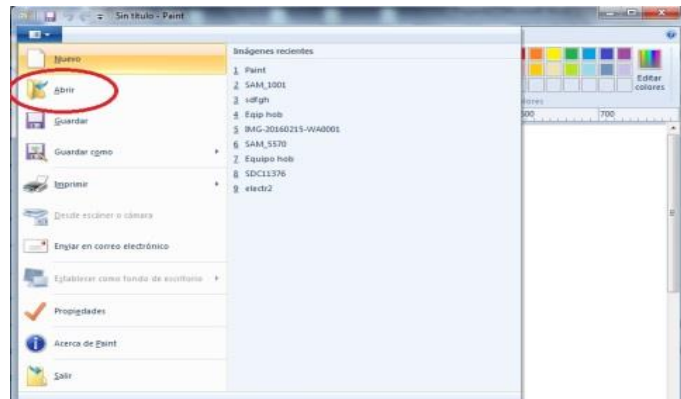 Sin título - Paint
Nuevo
Abrir
Guardar
Guardar como
Imprimir
Desde escáner o cámara
Enviar en correo electrónico
Establecer como fondo de escritorio
Propiedades
Acerca de Paint
Salir
Imágenes recientes
1 Paint
2 SAM_1001
3 sdfgh
4 Eqip hob
5 IMG-20160215-WA0001
6 SAM_5570
7 Equipo hob
8 SDC11376
9 electr2
Editar
colores
700